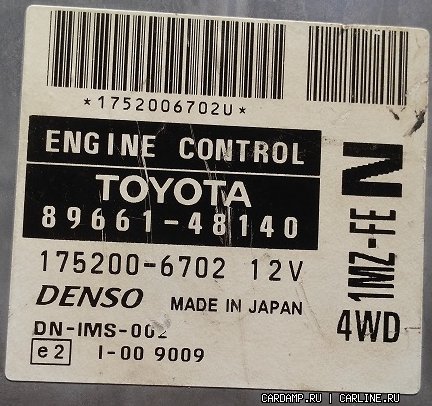 *1752006702U*
ENGINE CONTROL
TOYOTA
89661-48140
175200-6702 12V
DENSO MADE IN JAPAN
DN-IMS-002
e2 I-00 9009
N
1MZ-FE
4WD
CARDAMP.RU | CARLINE.RU